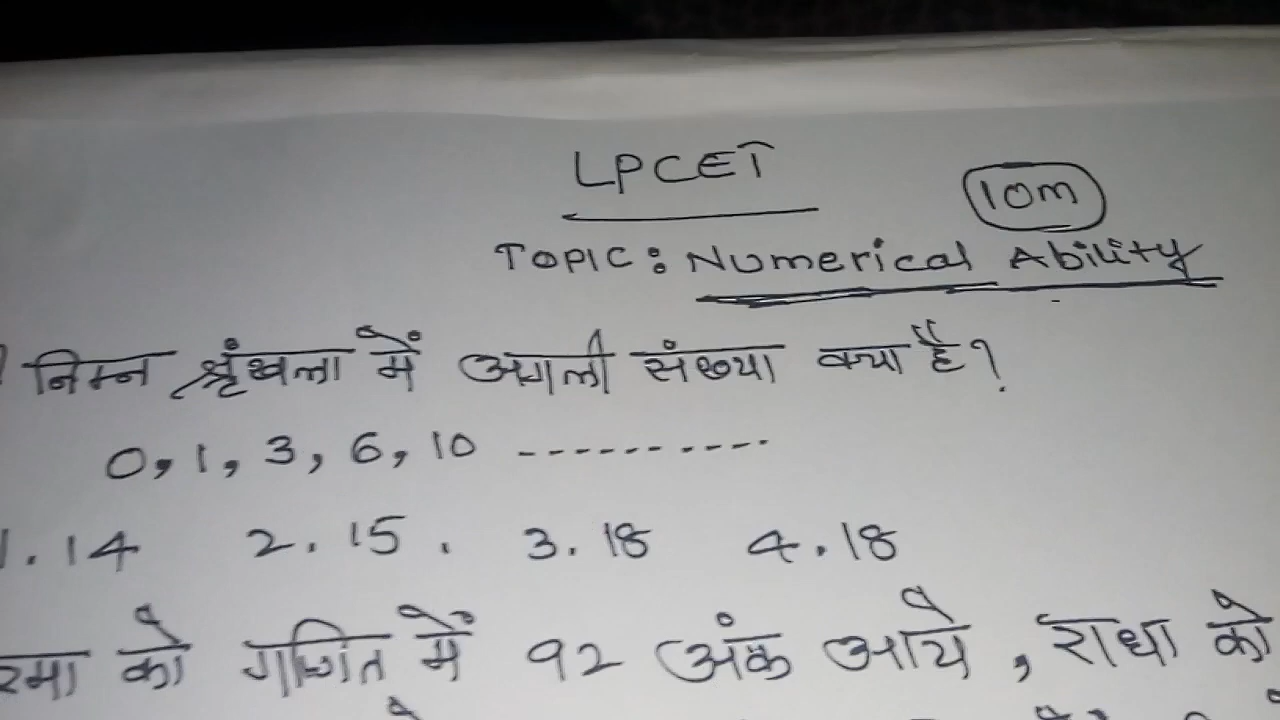 LPCET
10m
TOPIC: Numerical Ability
निम्न श्रृंखला में अगली संख्या क्या है?
0, 1, 3, 6, 10 ..........
1. 14 2. 15. 3. 18 4. 18
रमा को गणित में 92 अंक आये, राधा को